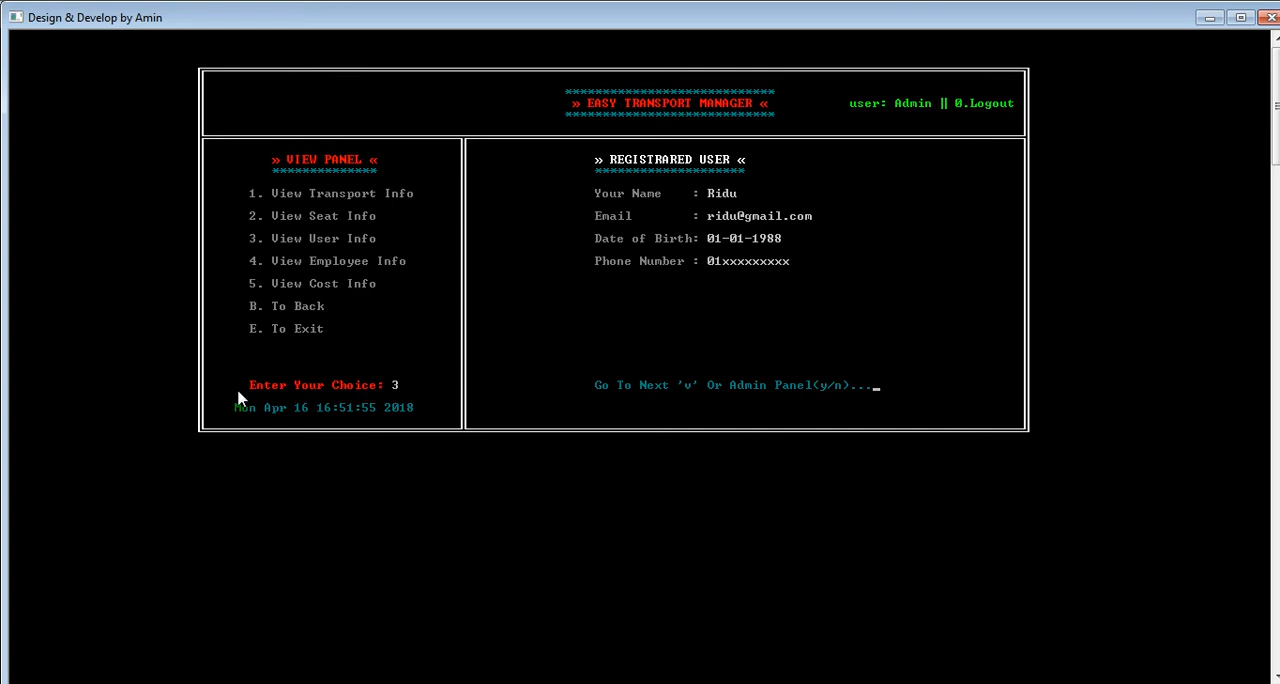 Design & Develop by Amin
****************************
» EASY TRANSPORT MANAGER «
user: Admin || 0.Logout
****************************
» VIEW PANEL «
**************
1. View Transport Info
2. View Seat Info
3. View User Info
4. View Employee Info
5. View Cost Info
B. To Back
E. To Exit
Enter Your Choice: 3
Mon Apr 16 16:51:55 2018
» REGISTRARED USER «
********************
Your Name    : Ridu
Email        : ridu@gmail.com
Date of Birth: 01-01-1988
Phone Number : 01xxxxxxxxx
Go To Next 'v' Or Admin Panel(y/n)..._